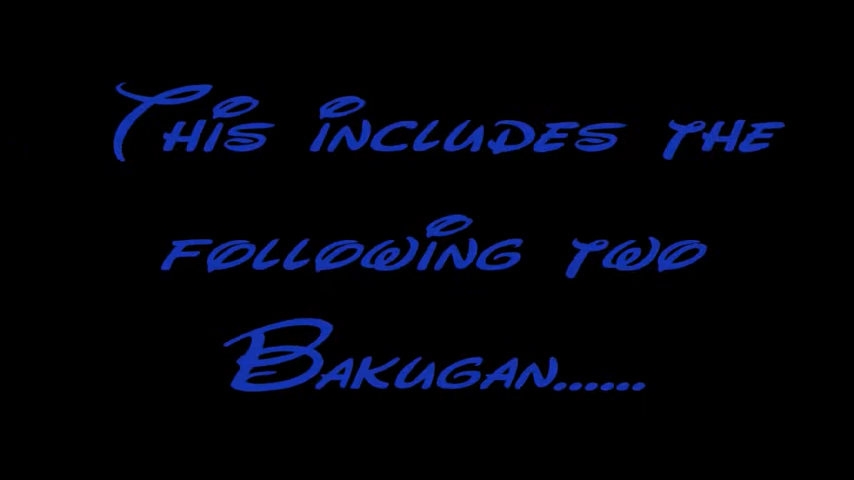 This includes the
following two
Bakugan......